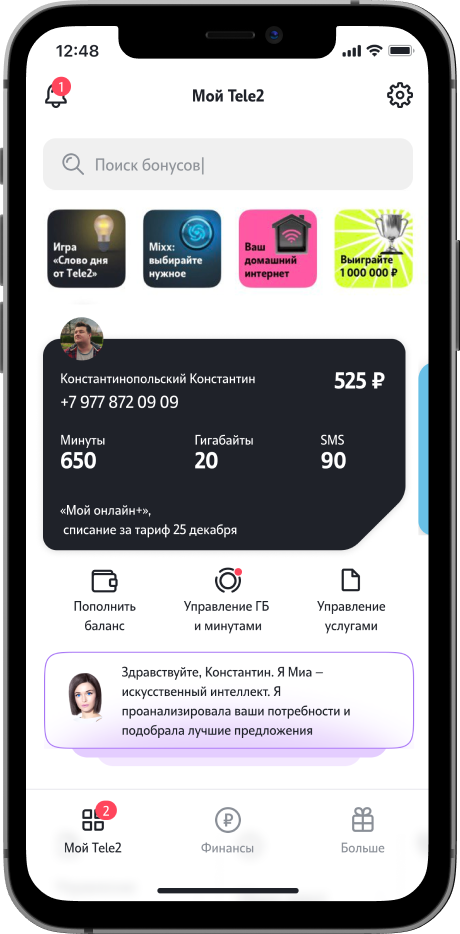 12:48
1
Мой Tele2
Поиск бонусов
Игра
«Слово дня
от Tele2»
Mixx:
выбирайте
нужное
Ваш
домашний
интернет
Выиграйте
1 000 000 ₽
Константинопольский Константин
525 ₽
+7 977 872 09 09
Минуты
Гигабайты
SMS
650
20
90
«Мой онлайн+»,
списание за тариф 25 декабря
Пополнить
баланс
Управление ГБ
и минутами
Управление
услугами
Здравствуйте, Константин. Я Миа –
искусственный интеллект. Я
проанализировала ваши потребности и
подобрала лучшие предложения
2
Мой Tele2
Финансы
Больше